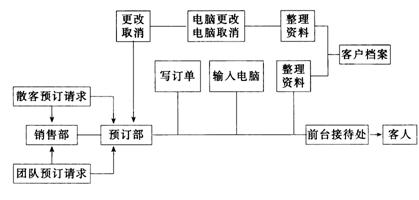 更改
取消
电脑更改
电脑取消
整理
资料
客户档案
写订单
输入电脑
整理
资料
散客预订请求
销售部
预订部
前台接待处
客人
团队预订请求